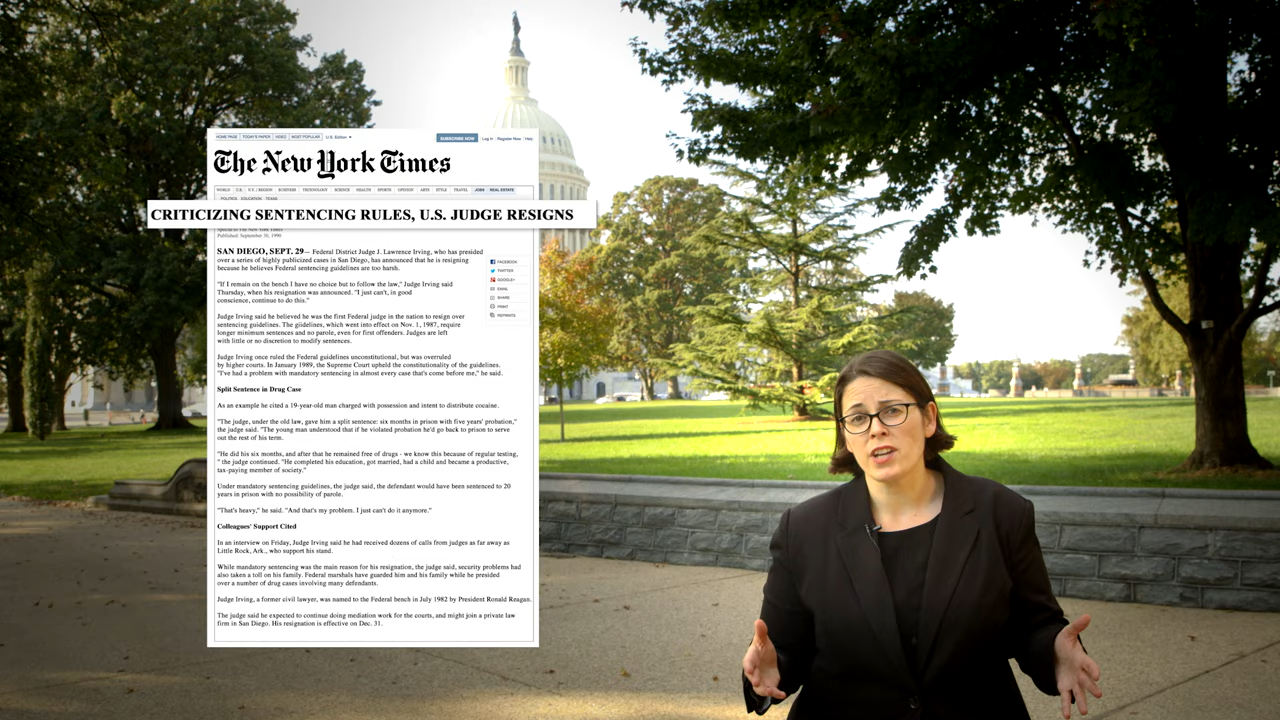 HOME PAGE TODAY'S PAPER VIDEO MOST POPULAR U.S. Edition
SUBSCRIBE NOW Log In Register Now Help
The New York Times
WORLD U.S. N.Y. / REGION BUSINESS TECHNOLOGY SCIENCE HEALTH SPORTS OPINION ARTS STYLE TRAVEL JOBS REAL ESTATE
POLITICS EDUCATION TEXAS
CRITICIZING SENTENCING RULES, U.S. JUDGE RESIGNS
Special to The New York Times
Published: September 30, 1990
SAN DIEGO, SEPT. 29— Federal District Judge J. Lawrence Irving, who has presided
over a series of highly publicized cases in San Diego, has announced that he is resigning
because he believes Federal sentencing guidelines are too harsh.
"If I remain on the bench I have no choice but to follow the law," Judge Irving said
Thursday, when his resignation was announced. "I just can't, in good
conscience, continue to do this."
Judge Irving said he believed he was the first Federal judge in the nation to resign over
sentencing guidelines. The gidelines, which went into effect on Nov. 1, 1987, require
longer minimum sentences and no parole, even for first offenders. Judges are left
with little or no discretion to modify sentences.
Judge Irving once ruled the Federal guidelines unconstitutional, but was overruled
by higher courts. In January 1989, the Supreme Court upheld the constitutionality of the guidelines.
"I've had a problem with mandatory sentencing in almost every case that's come before me," he said.
Split Sentence in Drug Case
As an example he cited a 19-year-old man charged with possession and intent to distribute cocaine.
"The judge, under the old law, gave him a split sentence: six months in prison with five years' probation,"
the judge said. "The young man understood that if he violated probation he'd go back to prison to serve
out the rest of his term.
"He did his six months, and after that he remained free of drugs - we know this because of regular testing,
" the judge continued. "He completed his education, got married, had a child and became a productive,
tax-paying member of society."
Under mandatory sentencing guidelines, the judge said, the defendant would have been sentenced to 20
years in prison with no possibility of parole.
"That's heavy," he said. "And that's my problem. I just can't do it anymore."
Colleagues' Support Cited
In an interview on Friday, Judge Irving said he had received dozens of calls from judges as far away as
Little Rock, Ark., who support his stand.
While mandatory sentencing was the main reason for his resignation, the judge said, security problems had
also taken a toll on his family. Federal marshals have guarded him and his family while he presided
over a number of drug cases involving many defendants.
Judge Irving, a former civil lawyer, was named to the Federal bench in July 1982 by President Ronald Reagan.
The judge said he expected to continue doing mediation work for the courts, and might join a private law
firm in San Diego. His resignation is effective on Dec. 31.
FACEBOOK
TWITTER
GOOGLE+
EMAIL
SHARE
PRINT
REPRINTS